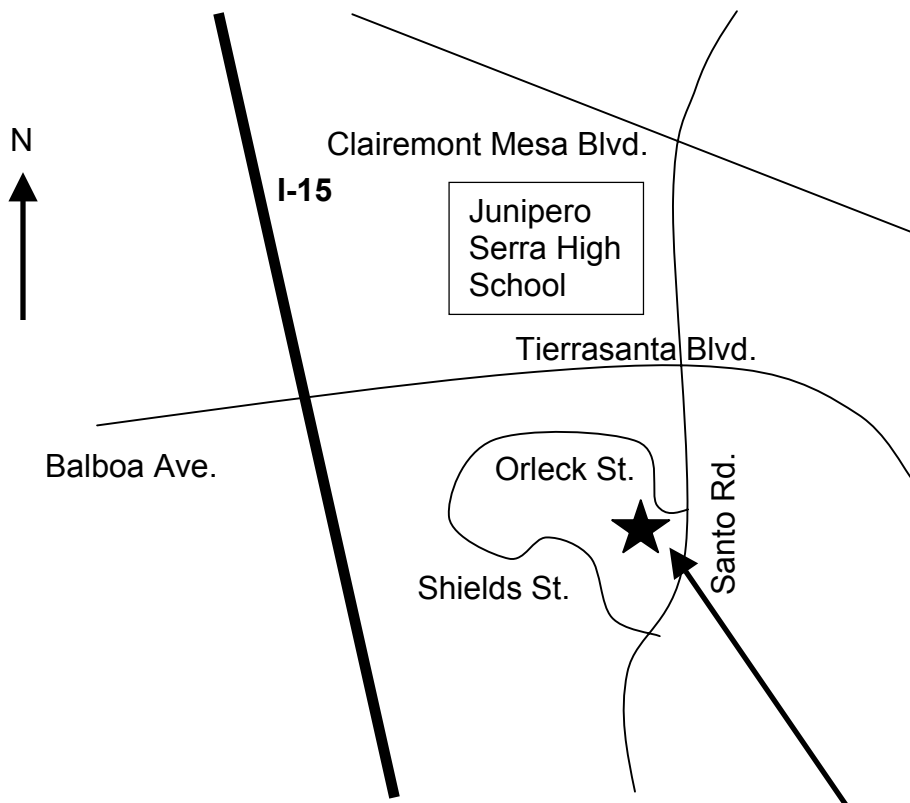 N
Clairemont Mesa Blvd.
I-15
Junipero
Serra High
School
Tierrasanta Blvd.
Balboa Ave.
Orleck St.
Santo Rd.
Shields St.